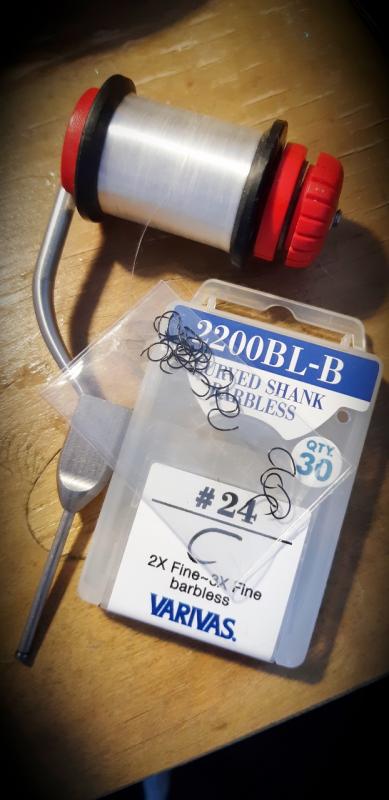 2200BL-B
CURVED SHANK
BARBLESS
QTY.
30
#24
2X Fine~3X Fine
barbless
VARIVAS.